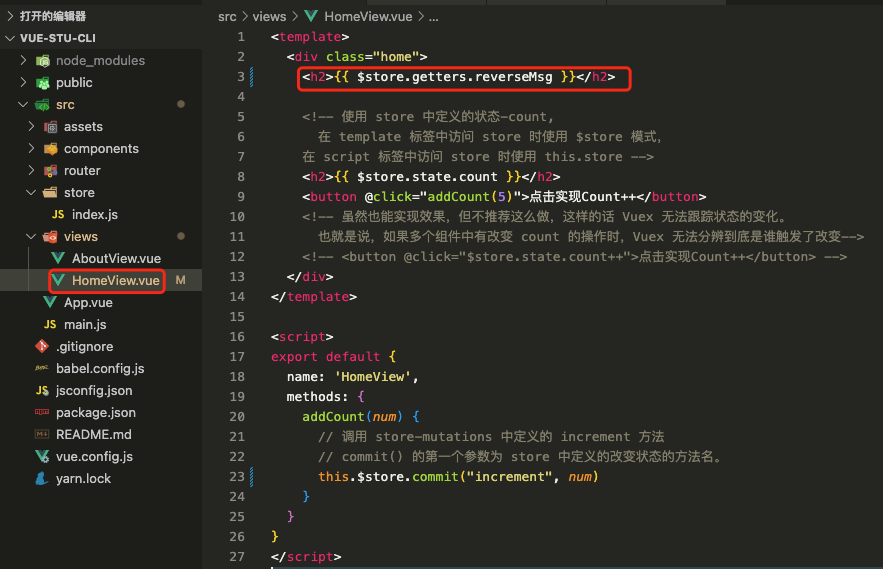 打开的编辑器
VUE-STU-CLI
node_modules
public
src
assets
components
router
store
JS index.js
views
AboutView.vue
HomeView.vue M
App.vue
JS main.js
.gitignore
babel.config.js
JS jsconfig.json
package.json
README.md
vue.config.js
yarn.lock
src > views > HomeView.vue > ...
1 <template>
2 <div class="home">
3 <h2>{{ $store.getters.reverseMsg }}</h2>
4
5 <!-- 使用 store 中定义的状态-count,
6 在 template 标签中访问 store 时使用 $store 模式,
7 在 script 标签中访问 store 时使用 this.store -->
8 <h2>{{ $store.state.count }}</h2>
9 <button @click="addCount(5)">点击实现Count++</button>
10 <!-- 虽然也能实现效果，但不推荐这么做，这样的话 Vuex 无法跟踪状态的变化。
11 也就是说，如果多个组件中有改变 count 的操作时，Vuex 无法分辨到底是谁触发了改变-->
12 <!-- <button @click="$store.state.count++">点击实现Count++</button> -->
13 </div>
14 </template>
15
16 <script>
17 export default {
18 name: 'HomeView',
19 methods: {
20 addCount(num) {
21 // 调用 store-mutations 中定义的 increment 方法
22 // commit() 的第一个参数为 store 中定义的改变状态的方法名。
23 this.$store.commit("increment", num)
24 }
25 }
26 }
27 </script>